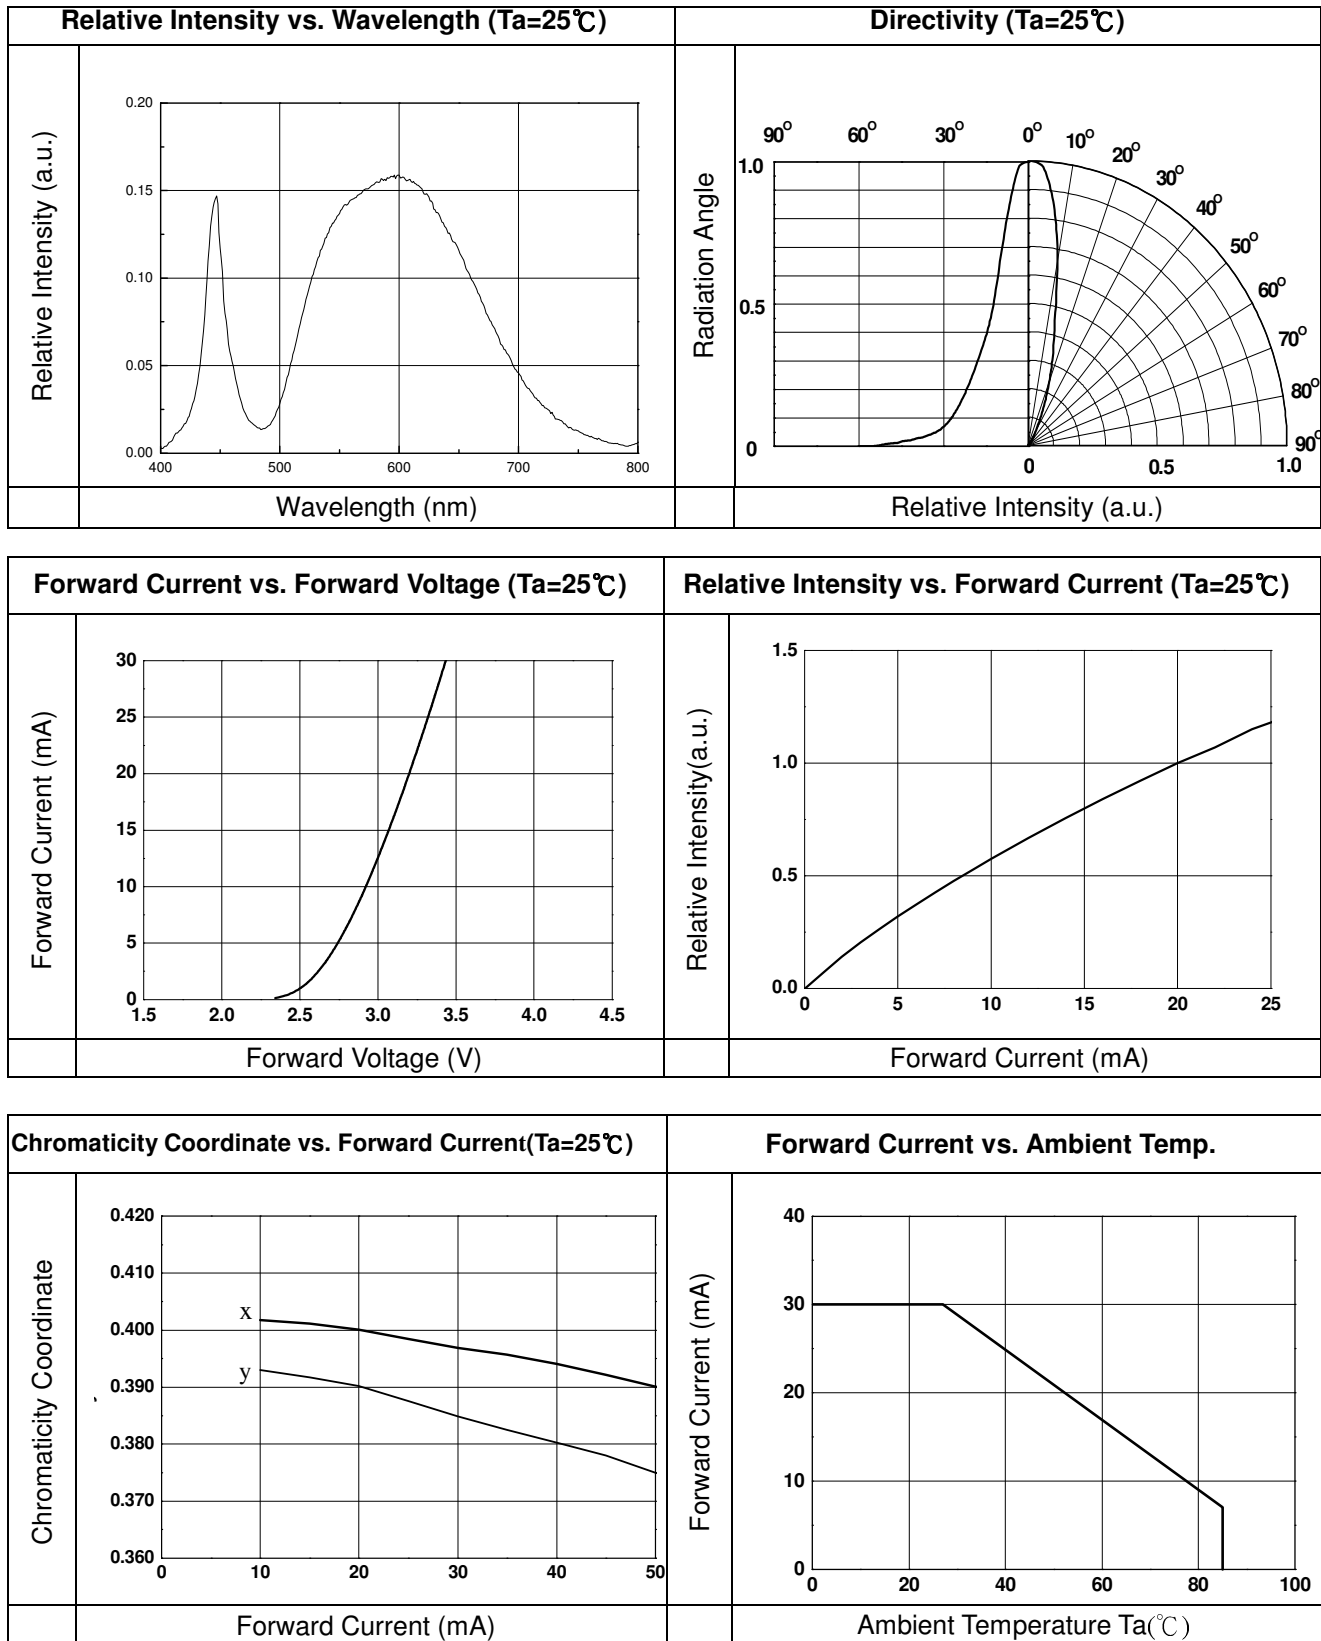 Relative Intensity vs. Wavelength (Ta=25℃)
Directivity (Ta=25℃)
Relative Intensity (a.u.)
0.20
0.15
0.10
0.05
0.00
400 500 600 700 800
Wavelength (nm)
Radiation Angle
90° 60° 30° 0° 10° 20° 30° 40° 50° 60° 70° 80° 90°
1.0
0.5
0
0 0.5 1.0
Relative Intensity (a.u.)
Forward Current vs. Forward Voltage (Ta=25℃)
Relative Intensity vs. Forward Current (Ta=25℃)
Forward Current (mA)
30
25
20
15
10
5
0
1.5 2.0 2.5 3.0 3.5 4.0 4.5
Forward Voltage (V)
Relative Intensity(a.u.)
1.5
1.0
0.5
0.0
0 5 10 15 20 25
Forward Current (mA)
Chromaticity Coordinate vs. Forward Current(Ta=25℃)
Forward Current vs. Ambient Temp.
Chromaticity Coordinate
0.420
0.410
0.400
0.390
0.380
0.370
0.360
x
y
0 10 20 30 40 50
Forward Current (mA)
Forward Current (mA)
40
30
20
10
0
0 20 40 60 80 100
Ambient Temperature Ta(℃)